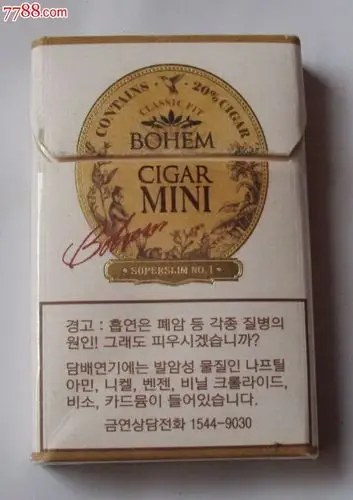 7788.com
CONTAINS · 20% CIGAR
CLASSIC FIT
BOHEM
CIGAR
MINI
Bohem
SUPERSLIM NO.1
경고 : 흡연은 폐암 등 각종 질병의
원인! 그래도 피우시겠습니까?
담배연기에는 발암성 물질인 나프틸
아민, 니켈, 벤젠, 비닐 크롤라이드,
비소, 카드뮴이 들어있습니다.
금연상담전화 1544-9030